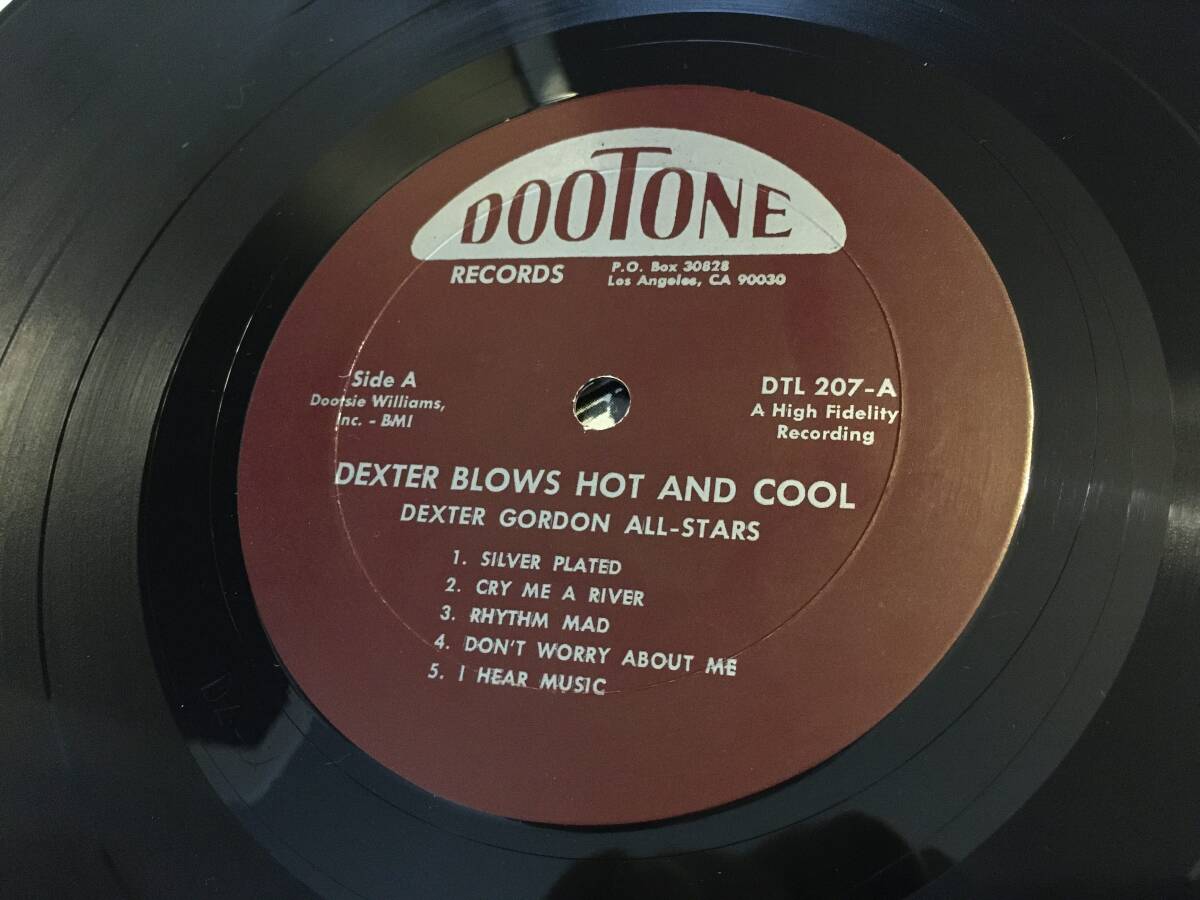 DOOTONE
RECORDS
P.O. Box 30828
Los Angeles, CA 90030
Side A
Dootsie Williams,
Inc. - BMI
DTL 207-A
A High Fidelity
Recording
DEXTER BLOWS HOT AND COOL
DEXTER GORDON ALL-STARS
1. SILVER PLATED
2. CRY ME A RIVER
3. RHYTHM MAD
4. DON'T WORRY ABOUT ME
5. I HEAR MUSIC